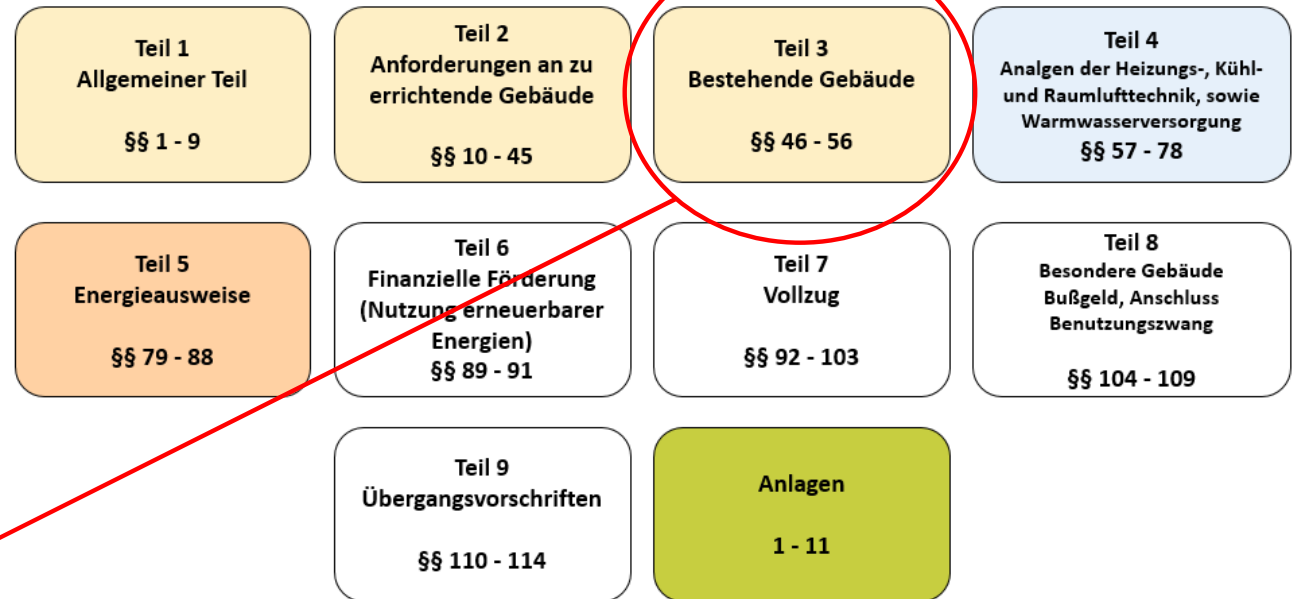 Teil 1
Allgemeiner Teil
§§ 1 - 9
Teil 2
Anforderungen an zu
errichtende Gebäude
§§ 10 - 45
Teil 3
Bestehende Gebäude
§§ 46 - 56
Teil 4
Analgen der Heizungs-, Kühl-
und Raumlufttechnik, sowie
Warmwasserversorgung
§§ 57 - 78
Teil 5
Energieausweise
§§ 79 - 88
Teil 6
Finanzielle Förderung
(Nutzung erneuerbarer
Energien)
§§ 89 - 91
Teil 7
Vollzug
§§ 92 - 103
Teil 8
Besondere Gebäude
Bußgeld, Anschluss
Benutzungszwang
§§ 104 - 109
Teil 9
Übergangsvorschriften
§§ 110 - 114
Anlagen
1 - 11